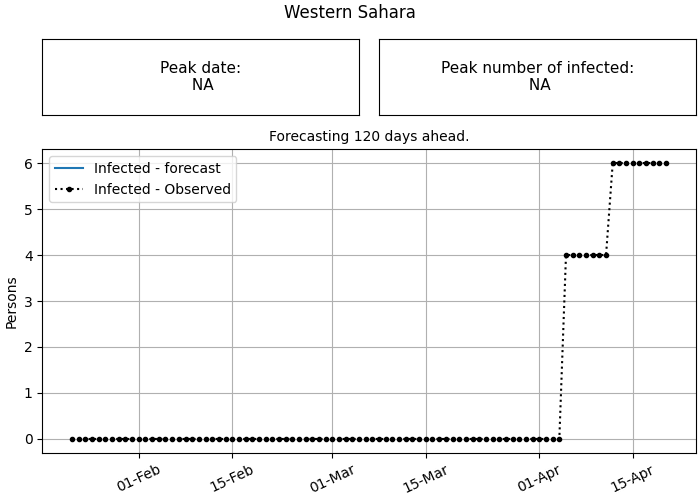 Western Sahara
Peak date:
NA
Peak number of infected:
NA
Forecasting 120 days ahead.
Infected - forecast
Infected - Observed
Persons
6
5
4
3
2
1
0
01-Feb
15-Feb
01-Mar
15-Mar
01-Apr
15-Apr